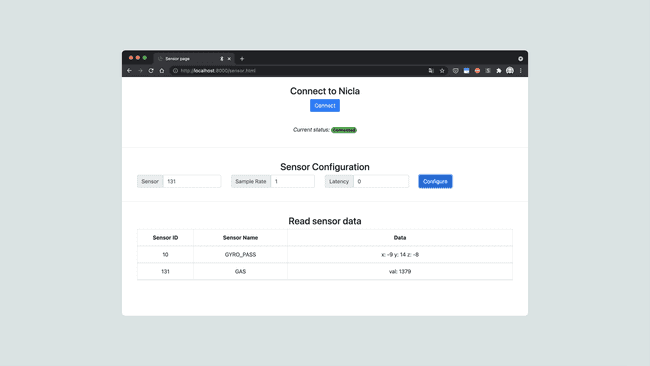 Sensor page
http://localhost:8000/sensor.html
Connect to Nicla
Connect
Current status: connected
Sensor Configuration
Sensor 131 Sample Rate 1 Latency 0 Configure
Read sensor data
Sensor ID Sensor Name Data
10 GYRO_PASS x: -9 y: 14 z: -8
131 GAS val: 1379